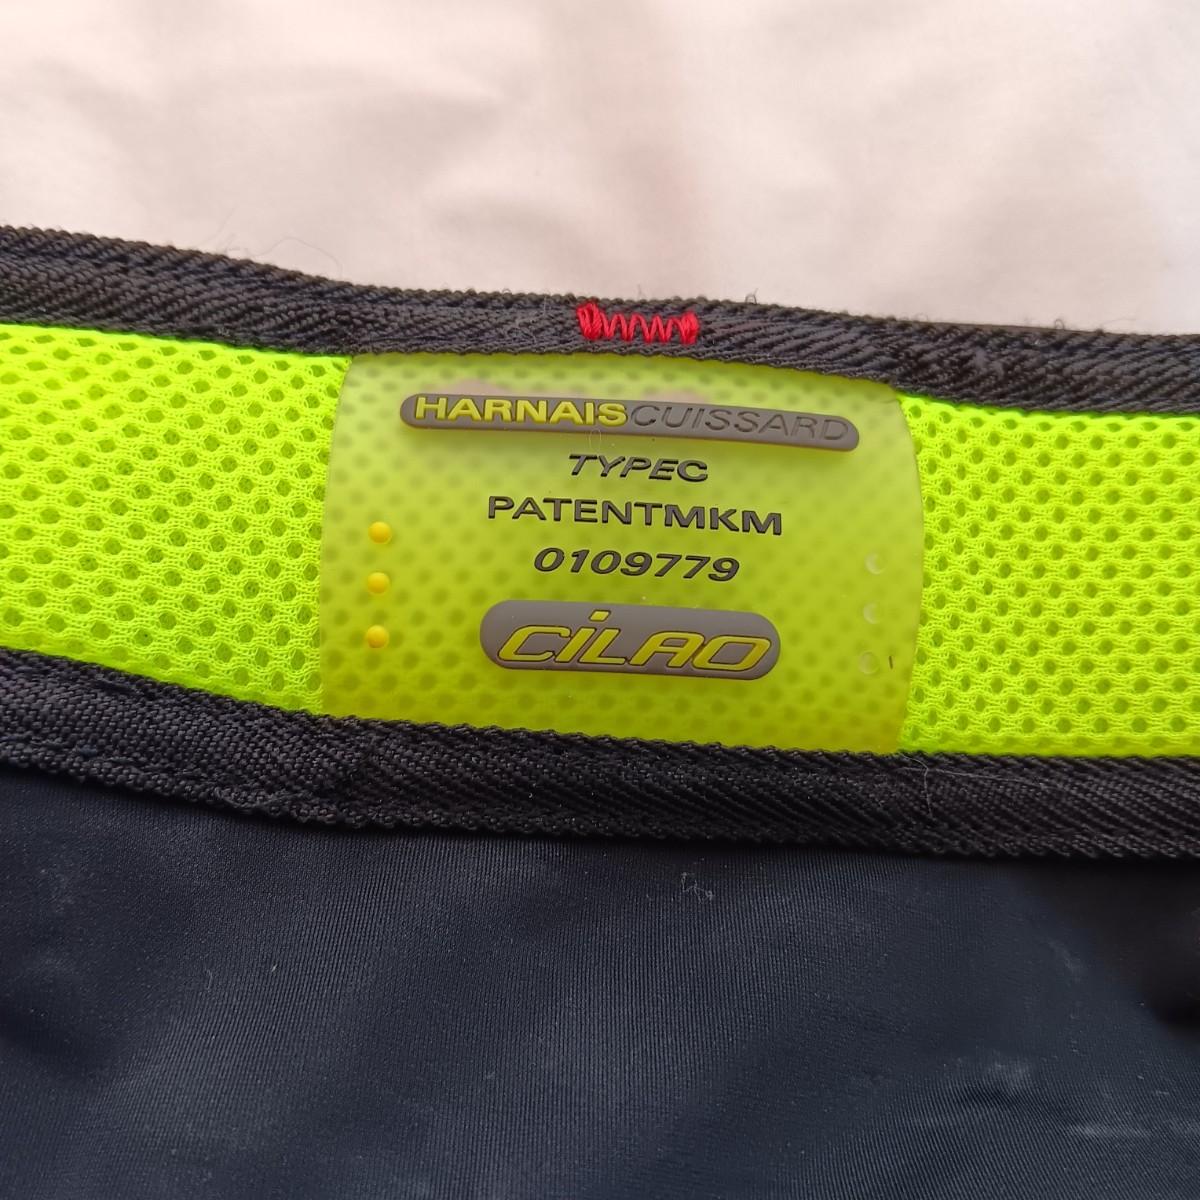 HARNAISCUISSARD
TYPEC
PATENTMKM
0109779
CiLAO